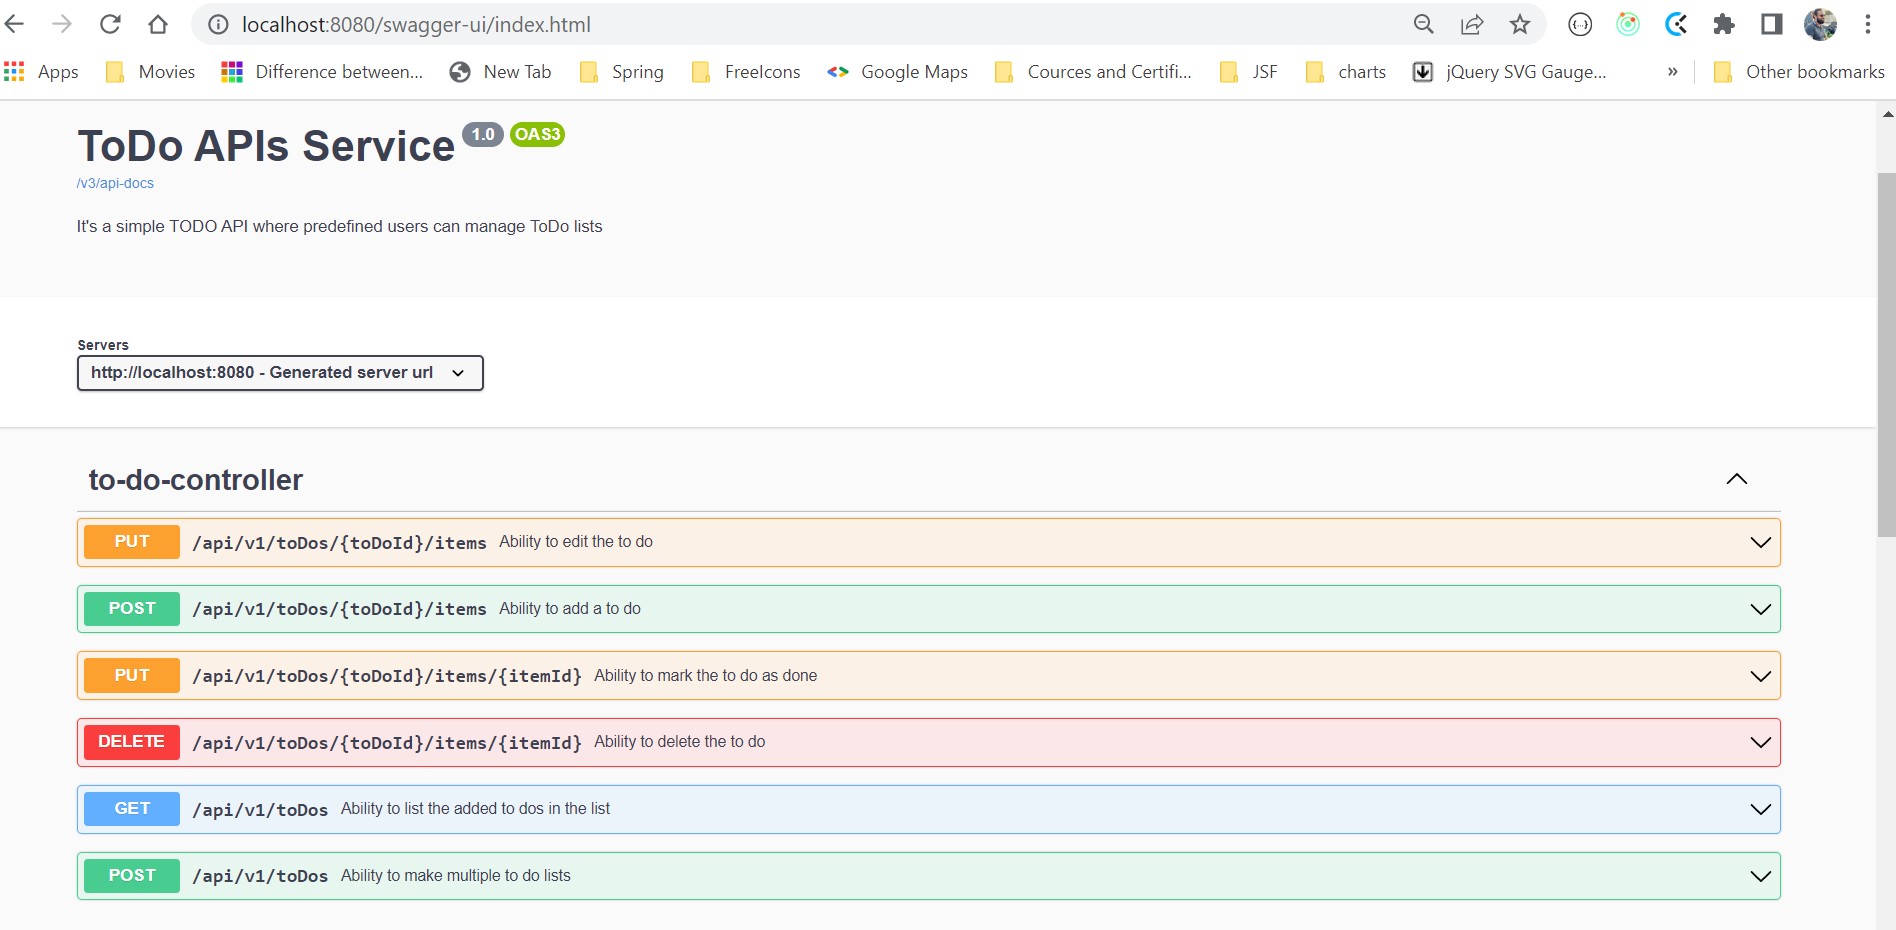 localhost:8080/swagger-ui/index.html
Apps Movies Difference between... New Tab Spring FreeIcons Google Maps Cources and Certifi... JSF charts jQuery SVG Gauge... » Other bookmarks
ToDo APIs Service 1.0 OAS3
/v3/api-docs
It's a simple TODO API where predefined users can manage ToDo lists
Servers
http://localhost:8080 - Generated server url
to-do-controller
PUT /api/v1/toDos/{toDoId}/items Ability to edit the to do
POST /api/v1/toDos/{toDoId}/items Ability to add a to do
PUT /api/v1/toDos/{toDoId}/items/{itemId} Ability to mark the to do as done
DELETE /api/v1/toDos/{toDoId}/items/{itemId} Ability to delete the to do
GET /api/v1/toDos Ability to list the added to dos in the list
POST /api/v1/toDos Ability to make multiple to do lists